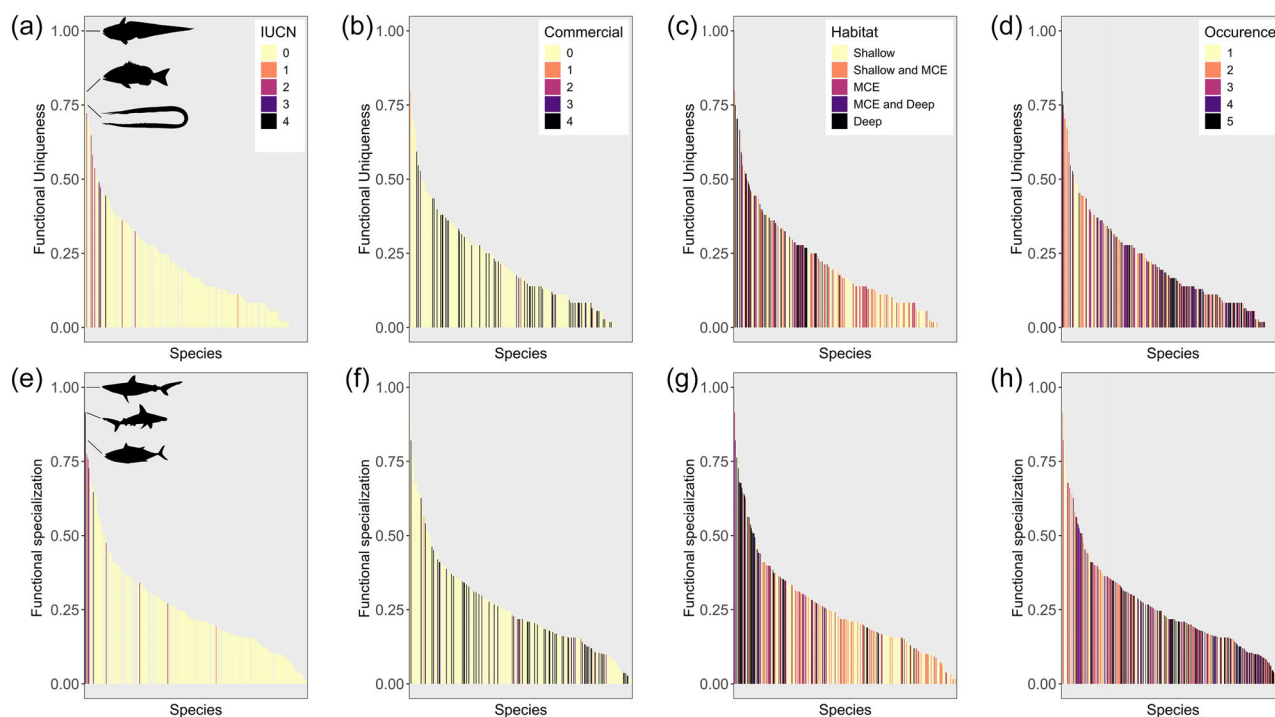 (a)
1.00
0.75
0.50
0.25
0.00
Functional Uniqueness
Species
IUCN
0
1
2
3
4
(b)
1.00
0.75
0.50
0.25
0.00
Functional Uniqueness
Species
Commercial
0
1
2
3
4
(c)
1.00
0.75
0.50
0.25
0.00
Functional Uniqueness
Species
Habitat
Shallow
Shallow and MCE
MCE
MCE and Deep
Deep
(d)
1.00
0.75
0.50
0.25
0.00
Functional Uniqueness
Species
Occurence
1
2
3
4
5
(e)
1.00
0.75
0.50
0.25
0.00
Functional specialization
Species
(f)
1.00
0.75
0.50
0.25
0.00
Functional specialization
Species
(g)
1.00
0.75
0.50
0.25
0.00
Functional specialization
Species
(h)
1.00
0.75
0.50
0.25
0.00
Functional specialization
Species